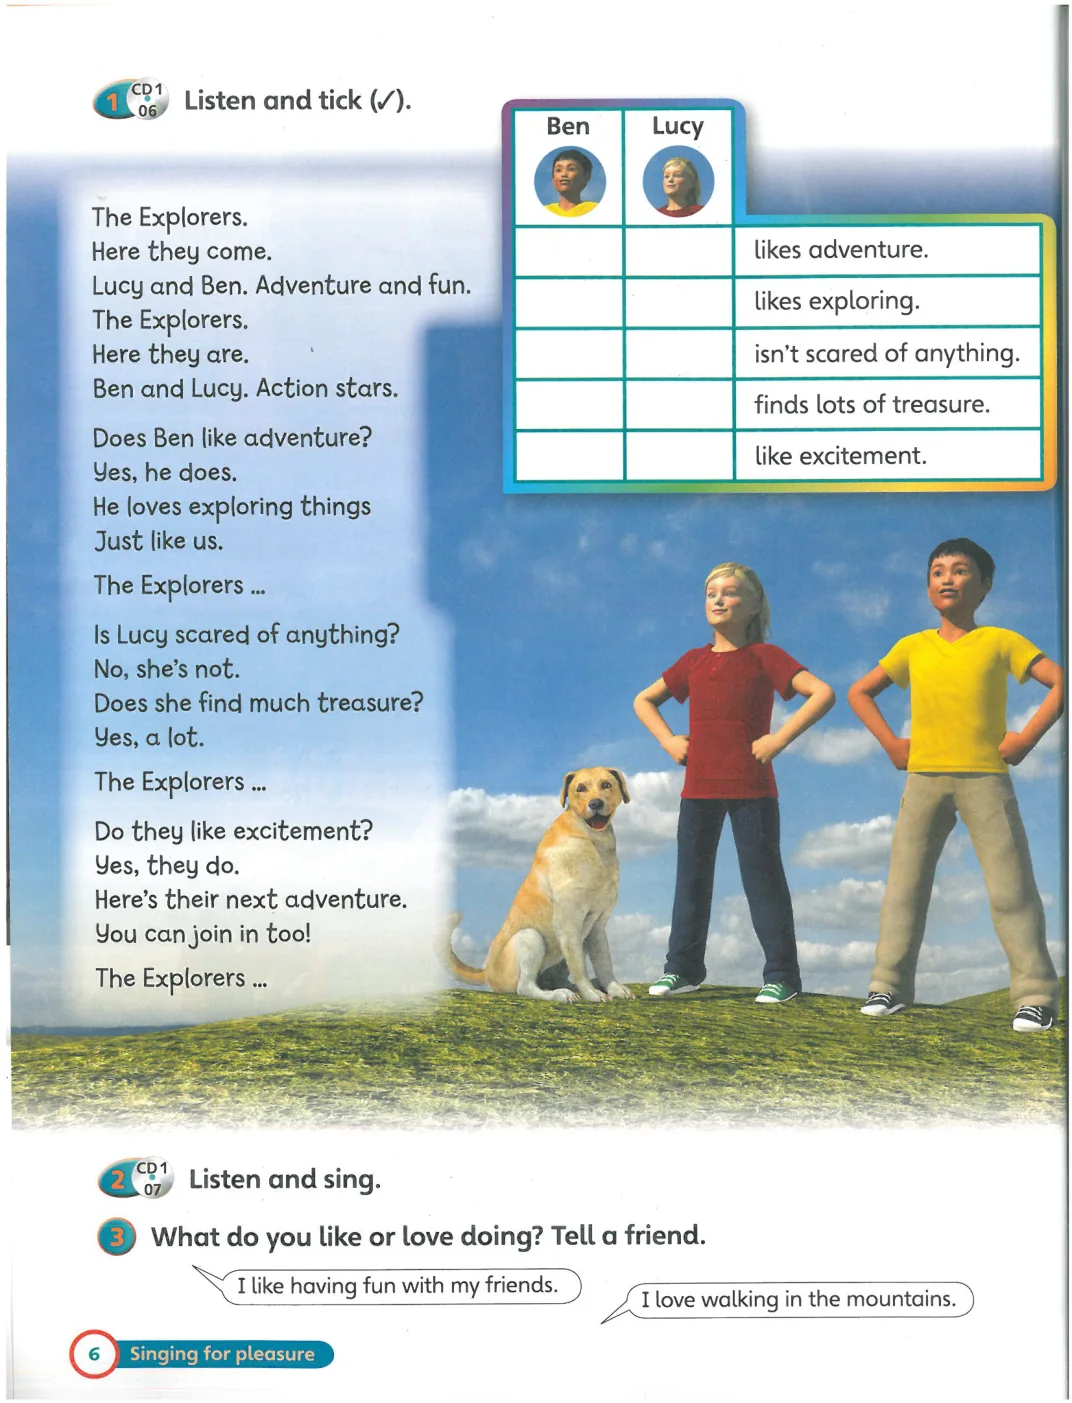 1 CD1 06 Listen and tick (✓).
Ben Lucy
likes adventure.
likes exploring.
isn't scared of anything.
finds lots of treasure.
like excitement.
The Explorers.
Here they come.
Lucy and Ben. Adventure and fun.
The Explorers.
Here they are.
Ben and Lucy. Action stars.
Does Ben like adventure?
Yes, he does.
He loves exploring things
Just like us.
The Explorers ...
Is Lucy scared of anything?
No, she's not.
Does she find much treasure?
Yes, a lot.
The Explorers ...
Do they like excitement?
Yes, they do.
Here's their next adventure.
You can join in too!
The Explorers ...
2 CD1 07 Listen and sing.
3 What do you like or love doing? Tell a friend.
I like having fun with my friends.
I love walking in the mountains.
6 Singing for pleasure